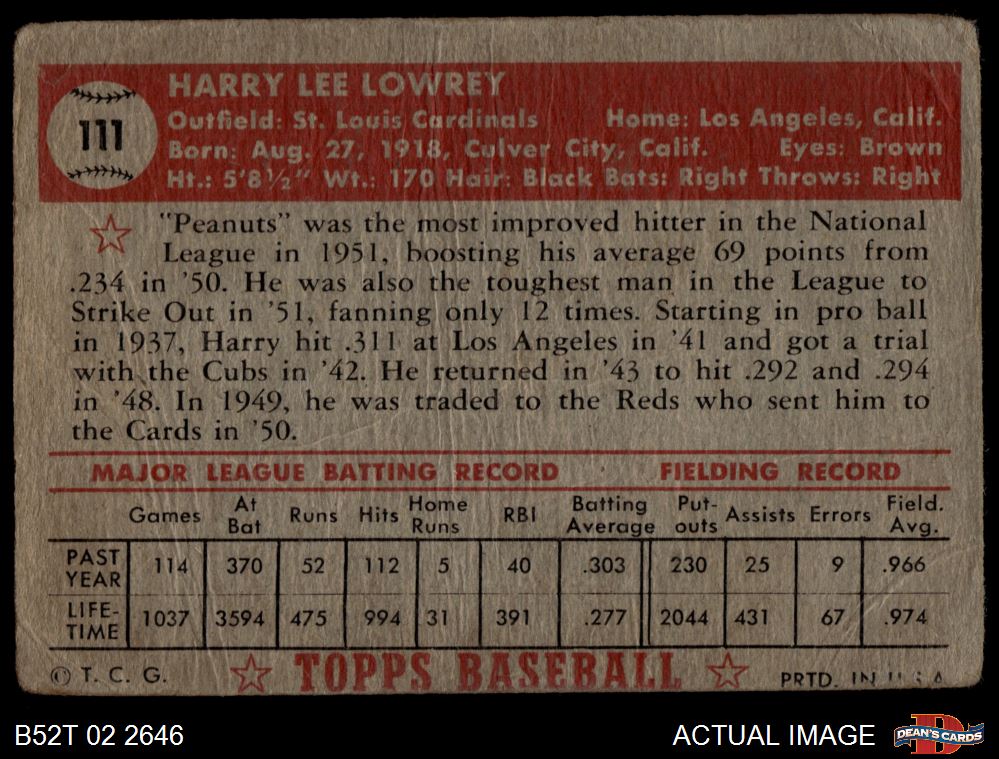 111
HARRY LEE LOWREY
Outfield: St. Louis Cardinals Home: Los Angeles, Calif.
Born: Aug. 27, 1918, Culver City, Calif. Eyes: Brown
Ht.: 5'8½" Wt.: 170 Hair: Black Bats: Right Throws: Right
"Peanuts" was the most improved hitter in the National
League in 1951, boosting his average 69 points from
.234 in '50. He was also the toughest man in the League to
Strike Out in '51, fanning only 12 times. Starting in pro ball
in 1937, Harry hit .311 at Los Angeles in '41 and got a trial
with the Cubs in '42. He returned in '43 to hit .292 and .294
in '48. In 1949, he was traded to the Reds who sent him to
the Cards in '50.
MAJOR LEAGUE BATTING RECORD FIELDING RECORD
Games At Bat Runs Hits Home Runs RBI Batting Average Put-outs Assists Errors Field. Avg.
PAST YEAR 114 370 52 112 5 40 .303 230 25 9 .966
LIFE-TIME 1037 3594 475 994 31 391 .277 2044 431 67 .974
© T. C. G. TOPPS BASEBALL PRTD. IN U.S.A.
B52T 02 2646 ACTUAL IMAGE D DEAN'S CARDS